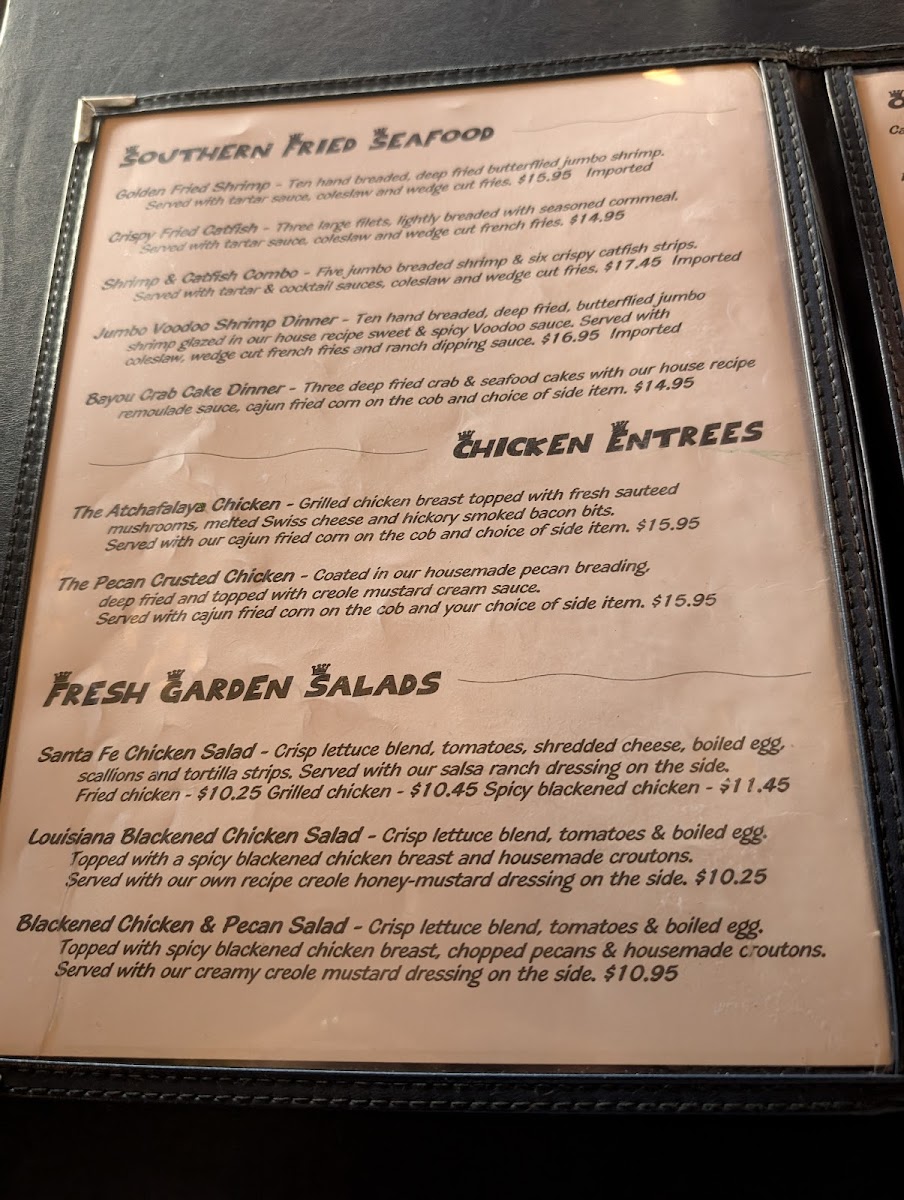 SOUTHERN FRIED SEAFOOD
Golden Fried Shrimp - Ten hand breaded, deep fried butterflied jumbo shrimp.
Served with tartar sauce, coleslaw and wedge cut fries. $15.95 Imported
Crispy Fried Catfish - Three large filets, lightly breaded with seasoned cornmeal.
Served with tartar sauce, coleslaw and wedge cut french fries. $14.95
Shrimp & Catfish Combo - Five jumbo breaded shrimp & six crispy catfish strips.
Served with tartar & cocktail sauces, coleslaw and wedge cut fries. $17.45 Imported
Jumbo Voodoo Shrimp Dinner - Ten hand breaded, deep fried, butterflied jumbo
shrimp glazed in our house recipe sweet & spicy Voodoo sauce. Served with
coleslaw, wedge cut french fries and ranch dipping sauce. $16.95 Imported
Bayou Crab Cake Dinner - Three deep fried crab & seafood cakes with our house recipe
remoulade sauce, cajun fried corn on the cob and choice of side item. $14.95
CHICKEN ENTREES
The Atchafalaya Chicken - Grilled chicken breast topped with fresh sauteed
mushrooms, melted Swiss cheese and hickory smoked bacon bits.
Served with our cajun fried corn on the cob and choice of side item. $15.95
The Pecan Crusted Chicken - Coated in our housemade pecan breading,
deep fried and topped with creole mustard cream sauce.
Served with cajun fried corn on the cob and your choice of side item. $15.95
FRESH GARDEN SALADS
Santa Fe Chicken Salad - Crisp lettuce blend, tomatoes, shredded cheese, boiled egg,
scallions and tortilla strips. Served with our salsa ranch dressing on the side.
Fried chicken - $10.25 Grilled chicken - $10.45 Spicy blackened chicken - $11.45
Louisiana Blackened Chicken Salad - Crisp lettuce blend, tomatoes & boiled egg.
Topped with a spicy blackened chicken breast and housemade croutons.
Served with our own recipe creole honey-mustard dressing on the side. $10.25
Blackened Chicken & Pecan Salad - Crisp lettuce blend, tomatoes & boiled egg.
Topped with spicy blackened chicken breast, chopped pecans & housemade croutons.
Served with our creamy creole mustard dressing on the side. $10.95